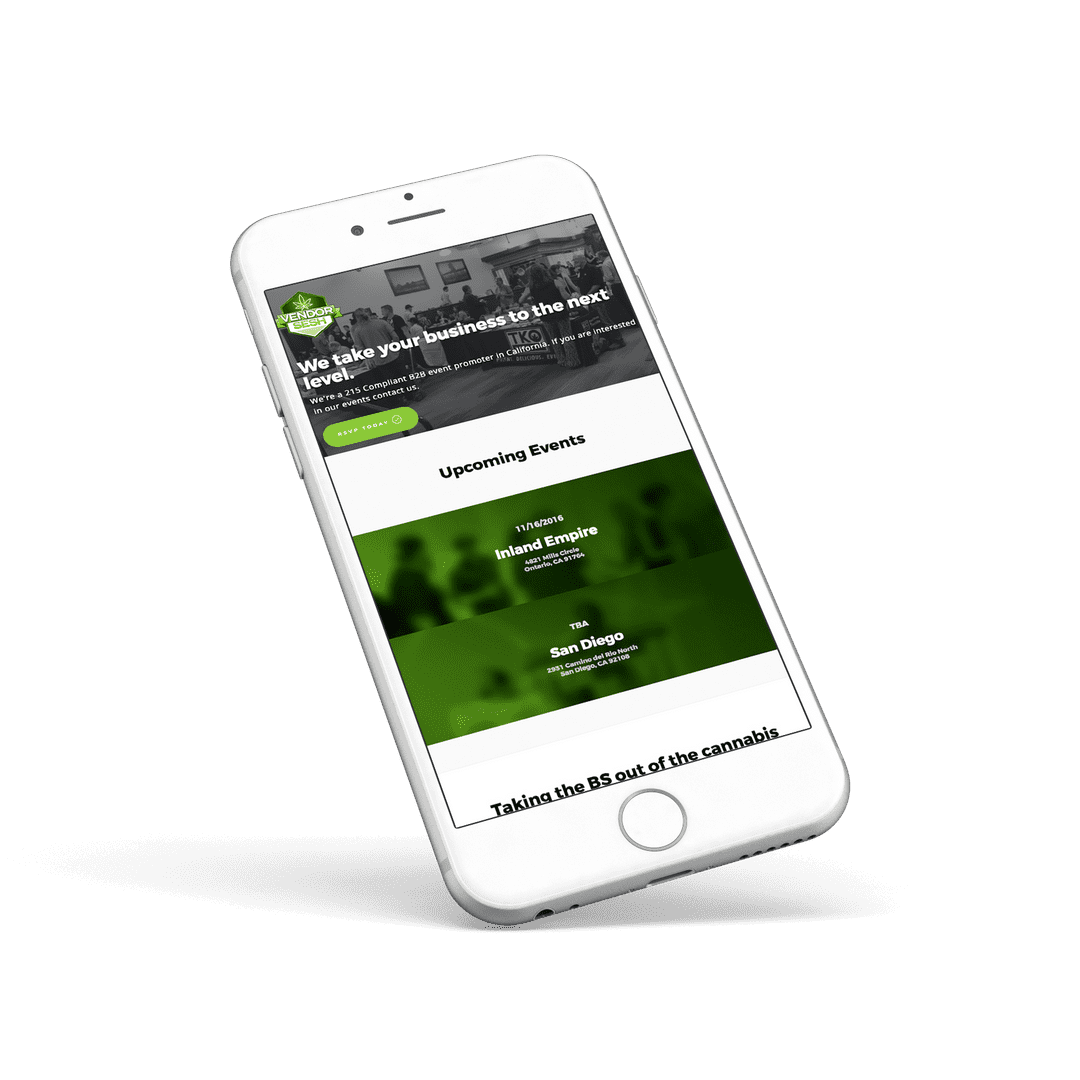 VENDOR
SESH
We take your business to the next
level.
We're a 215 Compliant B2B event promoter in California. If you are interested
in our events contact us.
TKO
RSVP TODAY
Upcoming Events
11/16/2016
Inland Empire
4821 Mills Circle
Ontario, CA 91764
TBA
San Diego
2931 Camino del Rio North
San Diego, CA 92108
Taking the BS out of the cannabis